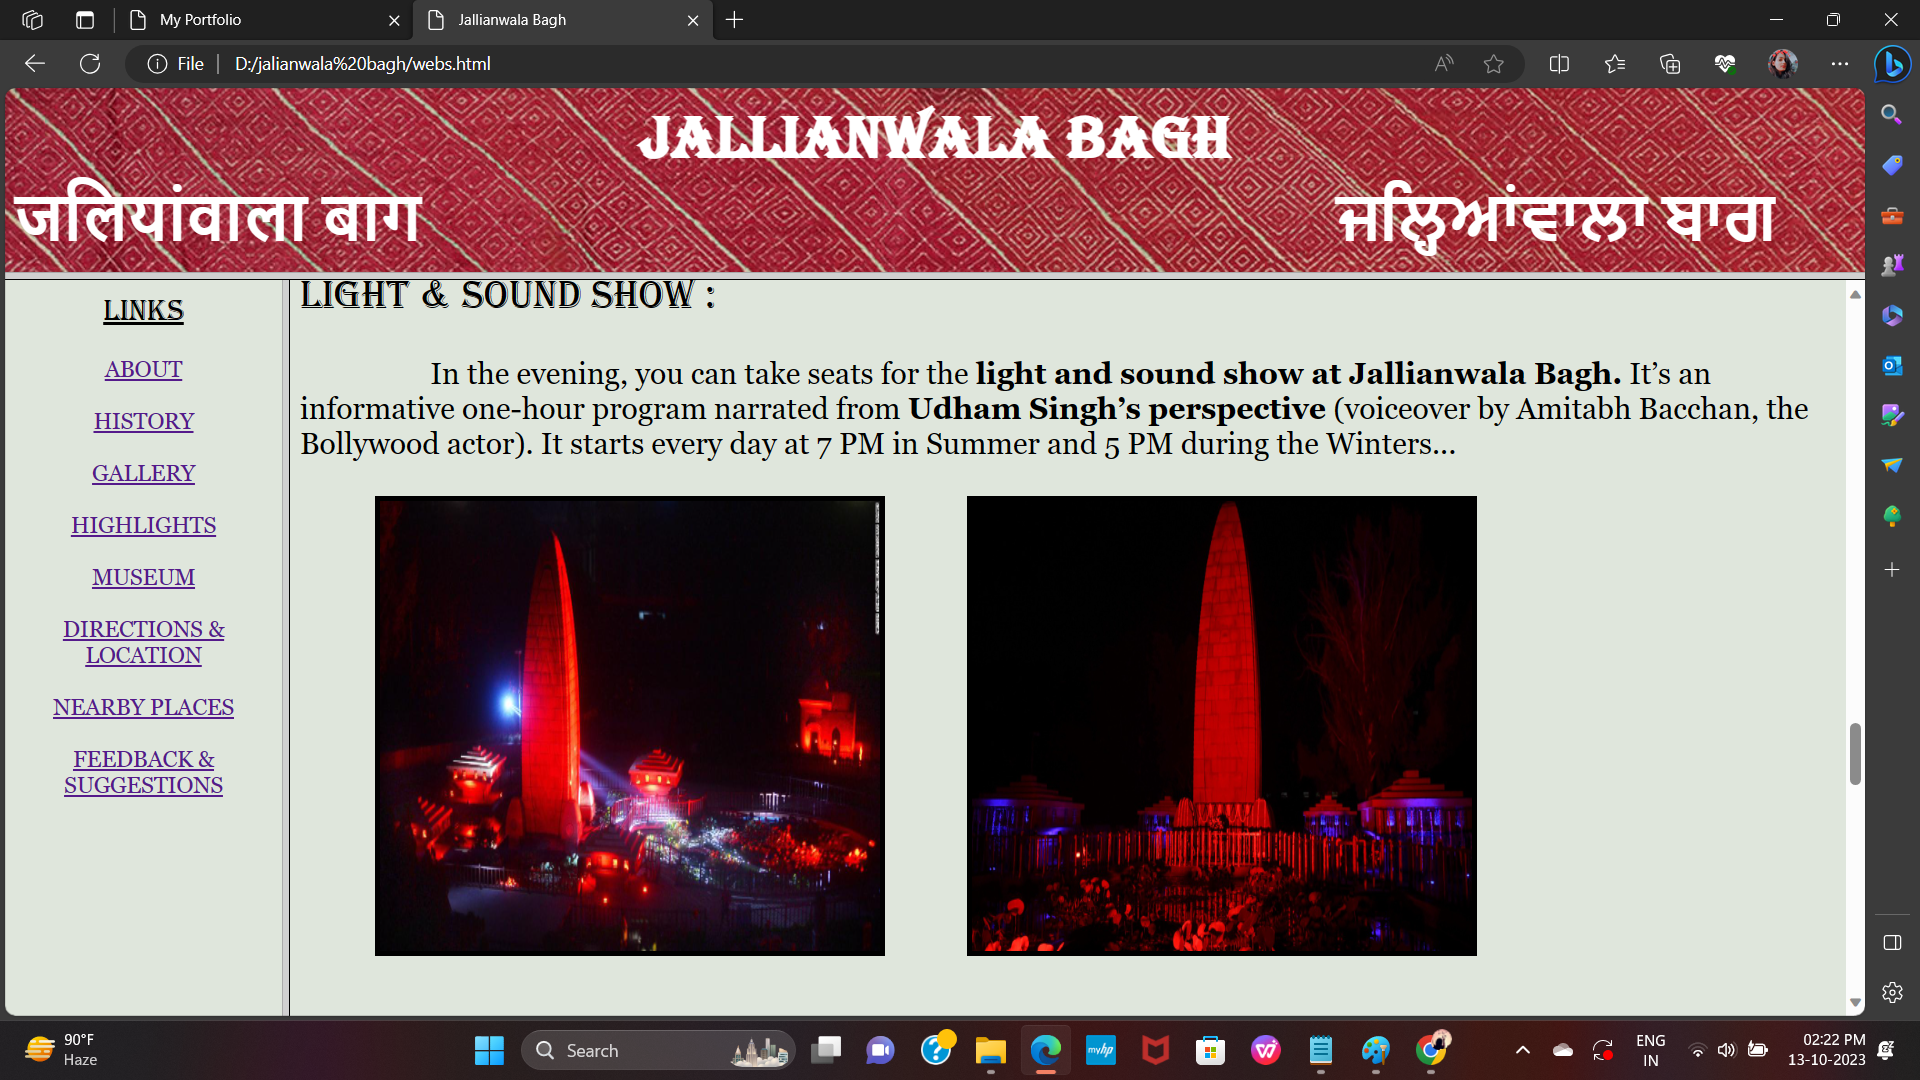 My Portfolio
Jallianwala Bagh
File
D:/jalianwala%20bagh/webs.html
JALLIANWALA BAGH
जलियांवाला बाग
ਜਲ੍ਹਿਆਂਵਾਲਾ ਬਾਗ
LINKS
ABOUT
HISTORY
GALLERY
HIGHLIGHTS
MUSEUM
DIRECTIONS &
LOCATION
NEARBY PLACES
FEEDBACK &
SUGGESTIONS
LIGHT & SOUND SHOW :
In the evening, you can take seats for the light and sound show at Jallianwala Bagh. It’s an
informative one-hour program narrated from Udham Singh’s perspective (voiceover by Amitabh Bacchan, the
Bollywood actor). It starts every day at 7 PM in Summer and 5 PM during the Winters...
90°F
Haze
Search
myhp
ENG
IN
02:22 PM
13-10-2023